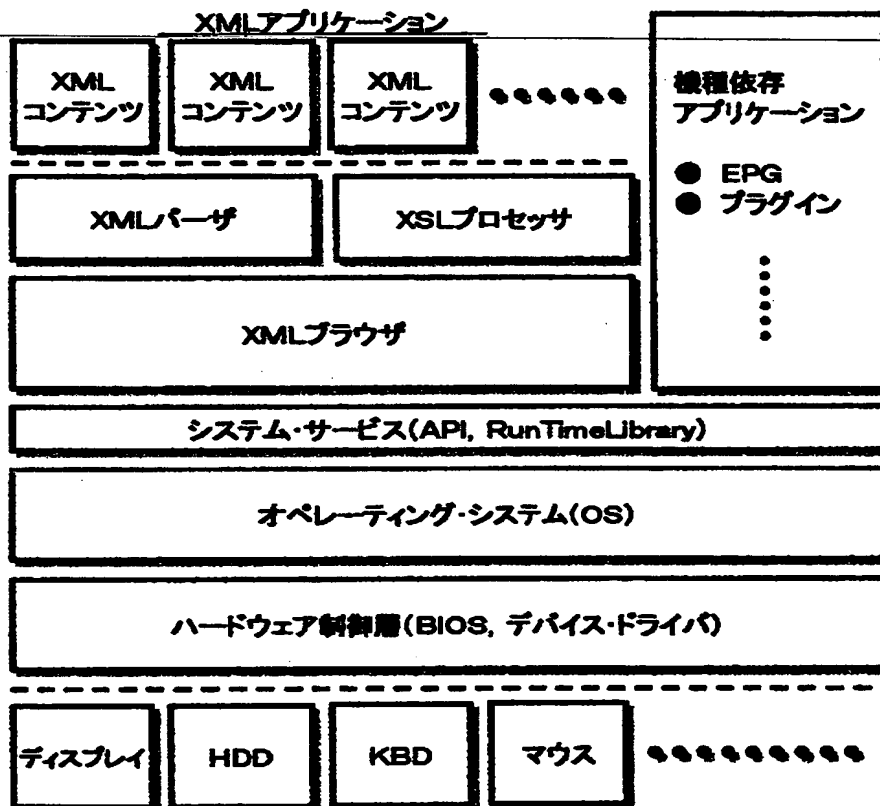 XMLアプリケーション
XML
コンテンツ
XML
コンテンツ
XML
コンテンツ
機種依存
アプリケーション
● EPG
● プラグイン
XMLパーザ
XSLプロセッサ
XMLブラウザ
システム・サービス(API, RunTimeLibrary)
オペレーティング・システム(OS)
ハードウェア制御層(BIOS, デバイス・ドライバ)
ディスプレイ
HDD
KBD
マウス